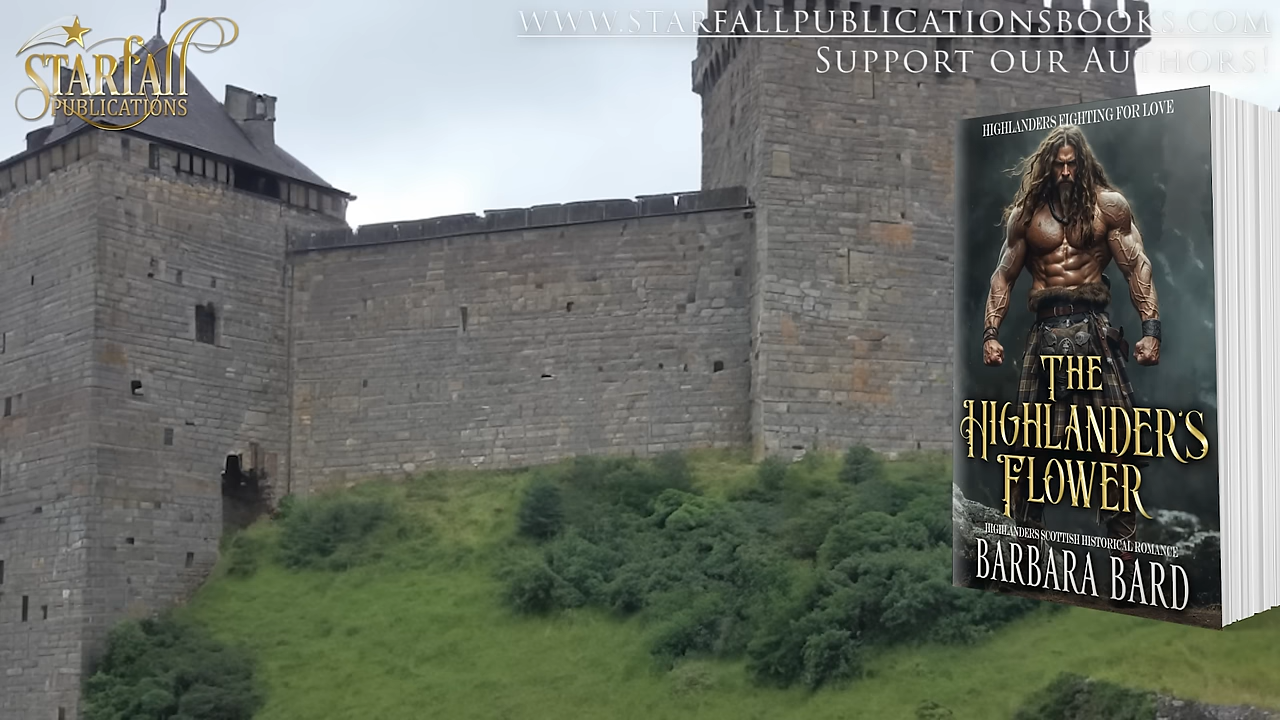 STARfall
PUBLICATIONS
WWW.STARFALLPUBLICATIONSBOOKS.COM
SUPPORT OUR AUTHORS!
HIGHLANDERS FIGHTING FOR LOVE
THE
HIGHLANDER'S
FLOWER
HIGHLANDERS SCOTTISH HISTORICAL ROMANCE
BARBARA BARD